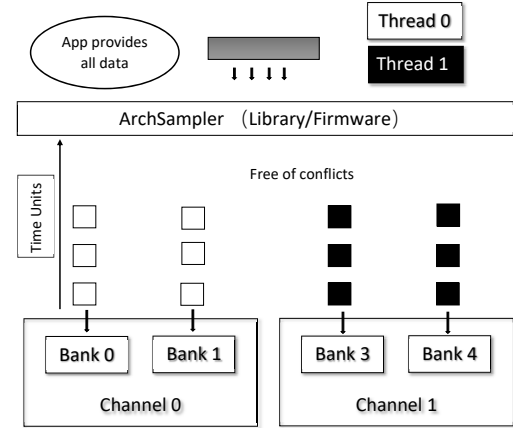 App provides
all data
Thread 0
Thread 1
ArchSampler （Library/Firmware）
Free of conflicts
Time Units
Bank 0
Bank 1
Bank 3
Bank 4
Channel 0
Channel 1